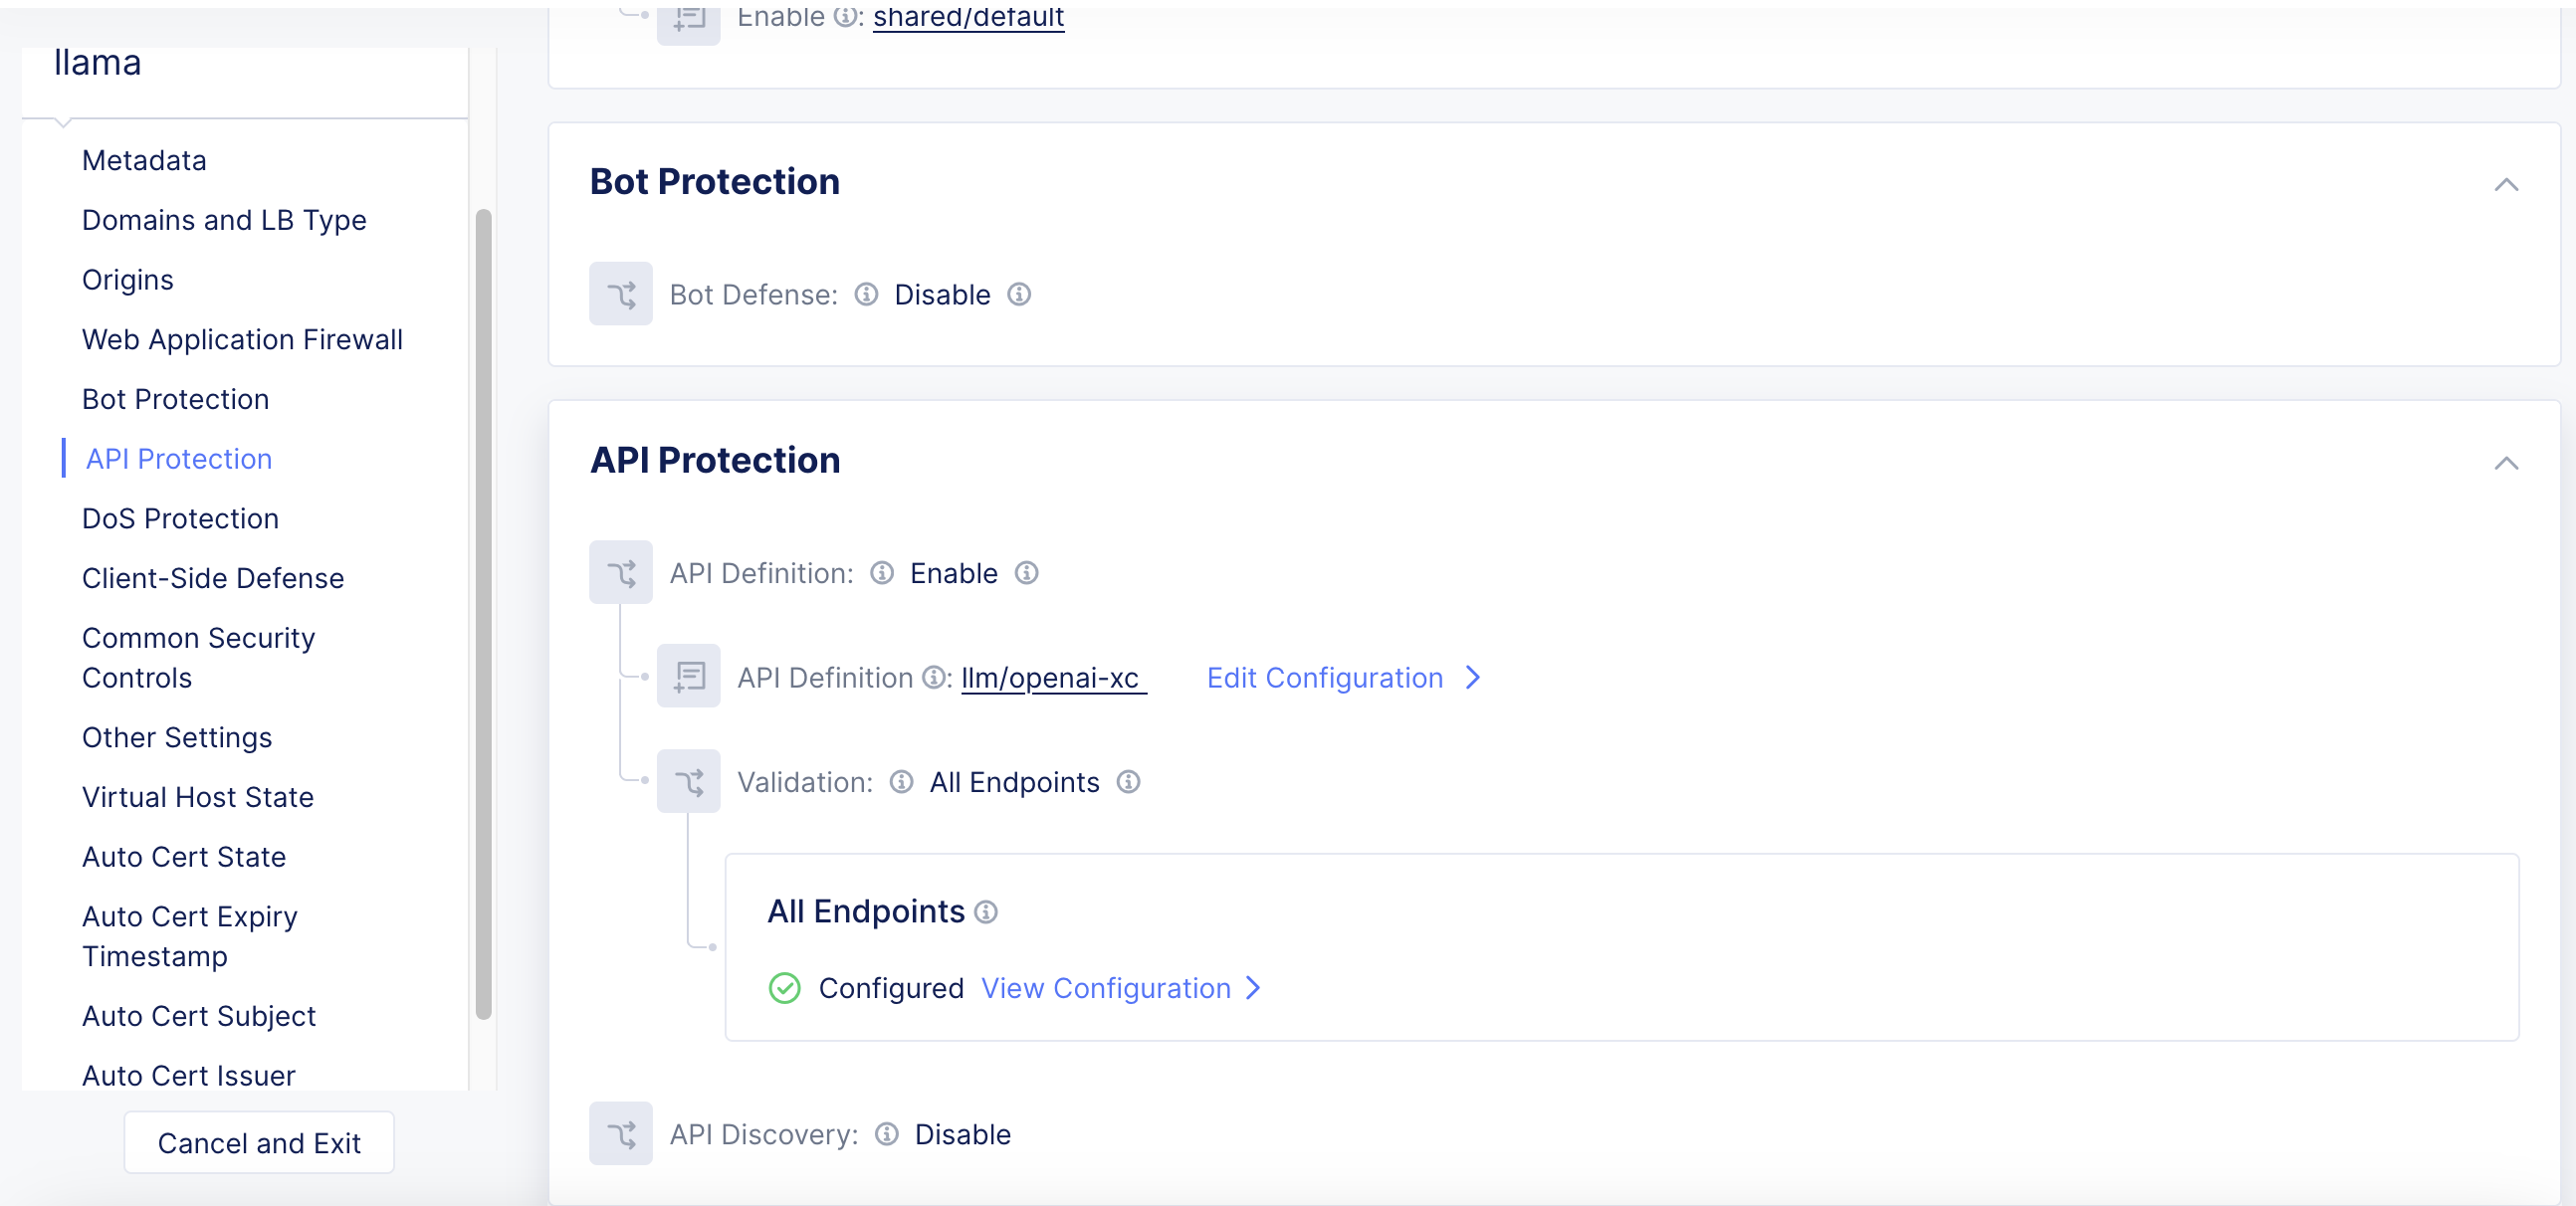 llama
Metadata
Domains and LB Type
Origins
Web Application Firewall
Bot Protection
API Protection
DoS Protection
Client-Side Defense
Common Security
Controls
Other Settings
Virtual Host State
Auto Cert State
Auto Cert Expiry
Timestamp
Auto Cert Subject
Auto Cert Issuer
Cancel and Exit
Enable : shared/default
Bot Protection
Bot Defense: Disable
API Protection
API Definition: Enable
API Definition : llm/openai-xc Edit Configuration
Validation: All Endpoints
All Endpoints
Configured View Configuration
API Discovery: Disable